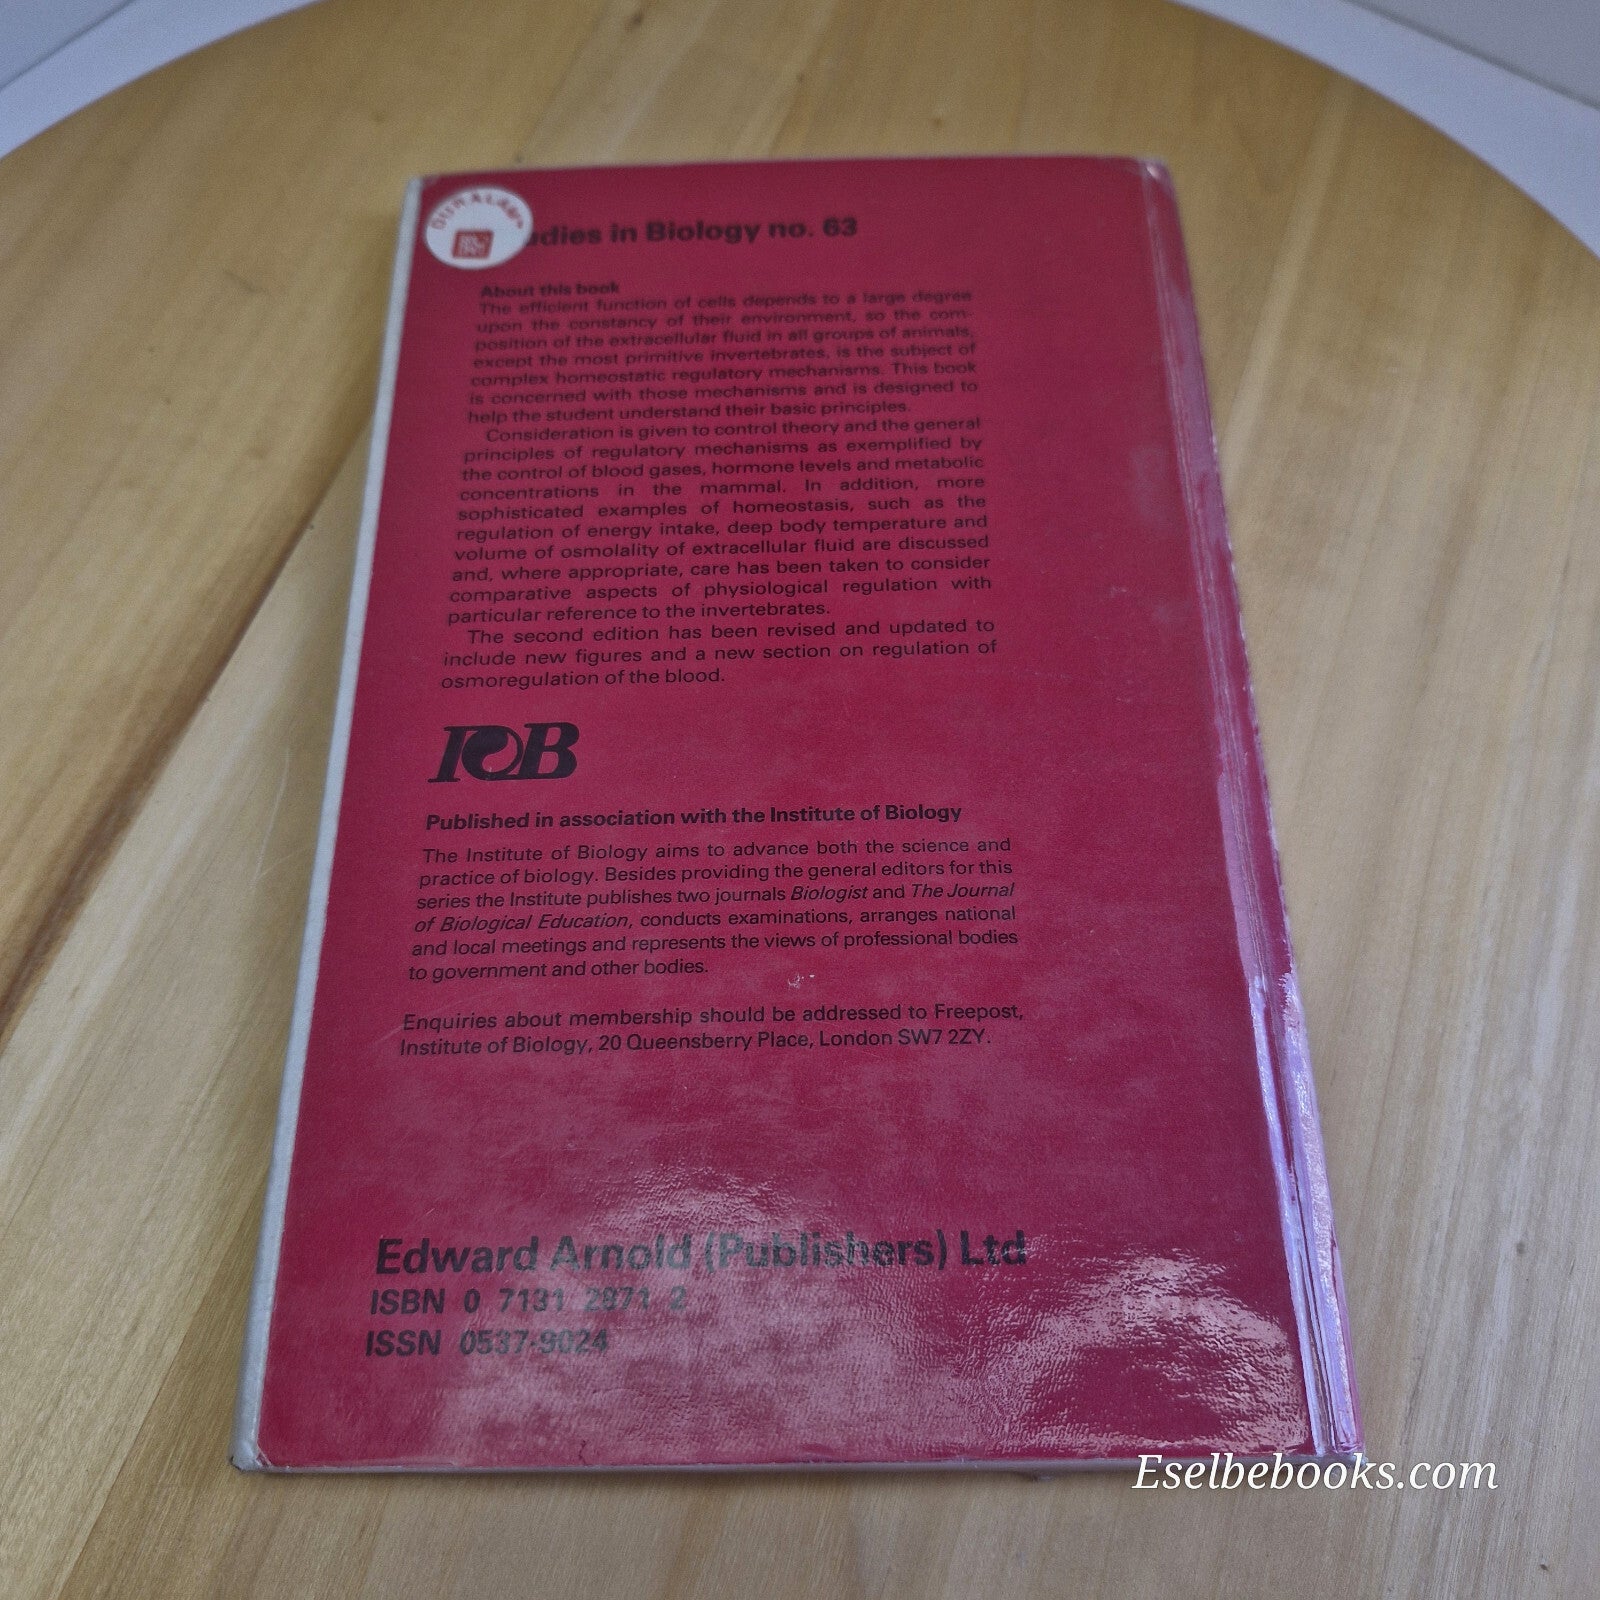 DURALAM
adies in Biology no. 63
About this book
The efficient function of cells depends to a large degree
upon the constancy of their environment, so the com-
position of the extracellular fluid in all groups of animals,
except the most primitive invertebrates, is the subject of
complex homeostatic regulatory mechanisms. This book
is concerned with those mechanisms and is designed to
help the student understand their basic principles.
Consideration is given to control theory and the general
principles of regulatory mechanisms as exemplified by
the control of blood gases, hormone levels and metabolic
concentrations in the mammal. In addition, more
sophisticated examples of homeostasis, such as the
regulation of energy intake, deep body temperature and
volume of osmolality of extracellular fluid are discussed
and, where appropriate, care has been taken to consider
comparative aspects of physiological regulation with
particular reference to the invertebrates.
The second edition has been revised and updated to
include new figures and a new section on regulation of
osmoregulation of the blood.
IOB
Published in association with the Institute of Biology
The Institute of Biology aims to advance both the science and
practice of biology. Besides providing the general editors for this
series the Institute publishes two journals Biologist and The Journal
of Biological Education, conducts examinations, arranges national
and local meetings and represents the views of professional bodies
to government and other bodies.
Enquiries about membership should be addressed to Freepost,
Institute of Biology, 20 Queensberry Place, London SW7 2ZY.
Edward Arnold (Publishers) Ltd
ISBN 0 7131 2871 2
ISSN 0537-9024
Eselbebooks.com